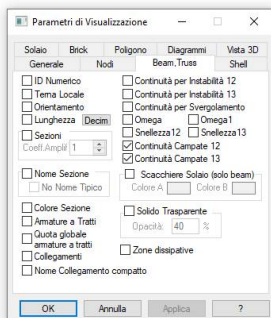 Parametri di Visualizzazione
Solaio Brick Poligono Diagrammi Vista 3D
Generale Nodi Beam,Truss Shell
ID Numerico
Terna Locale
Orientamento
Lunghezza Decim
Sezioni
Coeff.Amplif 1
Nome Sezione
No Nome Tipico
Colore Sezione
Armature a Tratti
Quota globale
armature a tratti
Collegamenti
Nome Collegamento compatto
Continuità per Instabilità 12
Continuità per Instabilità 13
Continuità per Svergolamento
Omega Omega1
Snellezza12 Snellezza13
Continuità Campate 12
Continuità Campate 13
Scacchiere Solaio (solo beam)
Colore A Colore B
Solido Trasparente
Opacità: 40 %
Zone dissipative
OK Annulla Applica ?